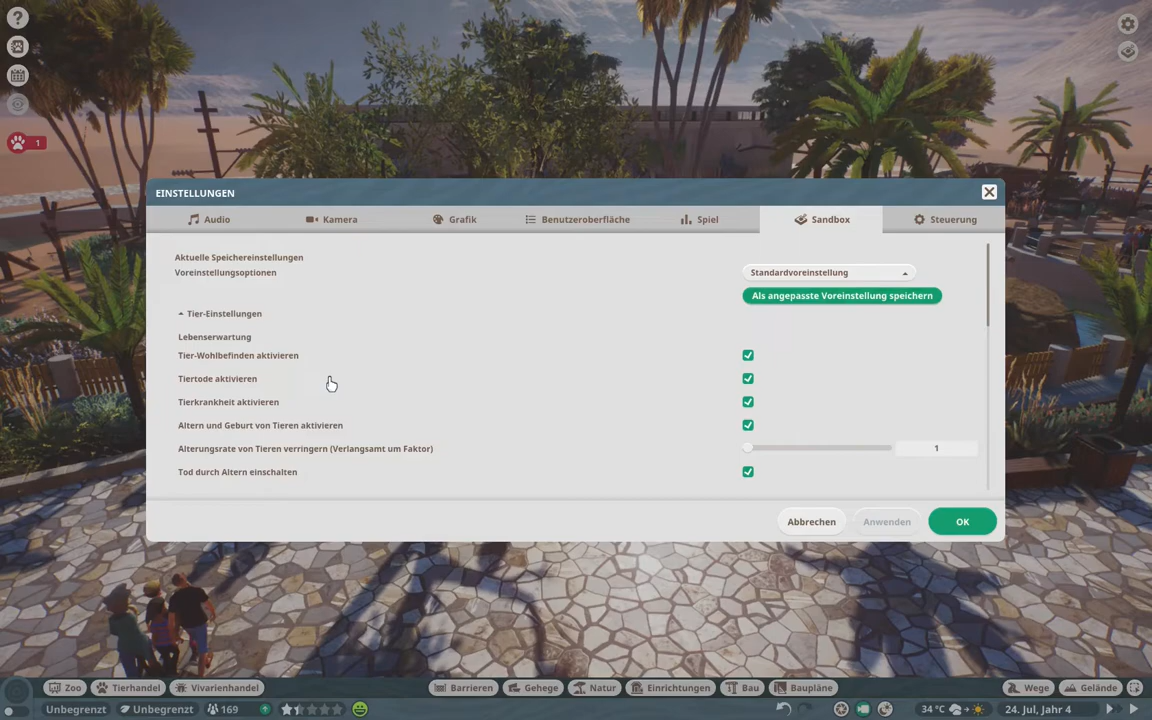 ?
1
EINSTELLUNGEN
Audio Kamera Grafik Benutzeroberfläche Spiel Sandbox Steuerung
Aktuelle Speichereinstellungen
Voreinstellungsoptionen Standardvoreinstellung
Als angepasste Voreinstellung speichern
Tier-Einstellungen
Lebenserwartung
Tier-Wohlbefinden aktivieren
Tiertode aktivieren
Tierkrankheit aktivieren
Altern und Geburt von Tieren aktivieren
Alterungsrate von Tieren verringern (Verlangsamt um Faktor) 1
Tod durch Altern einschalten
Abbrechen Anwenden OK
Zoo Tierhandel Vivarienhandel Barrieren Gehege Natur Einrichtungen Bau Baupläne Wege Gelände
Unbegrenzt Unbegrenzt 169 34 °C 24. Jul, Jahr 4